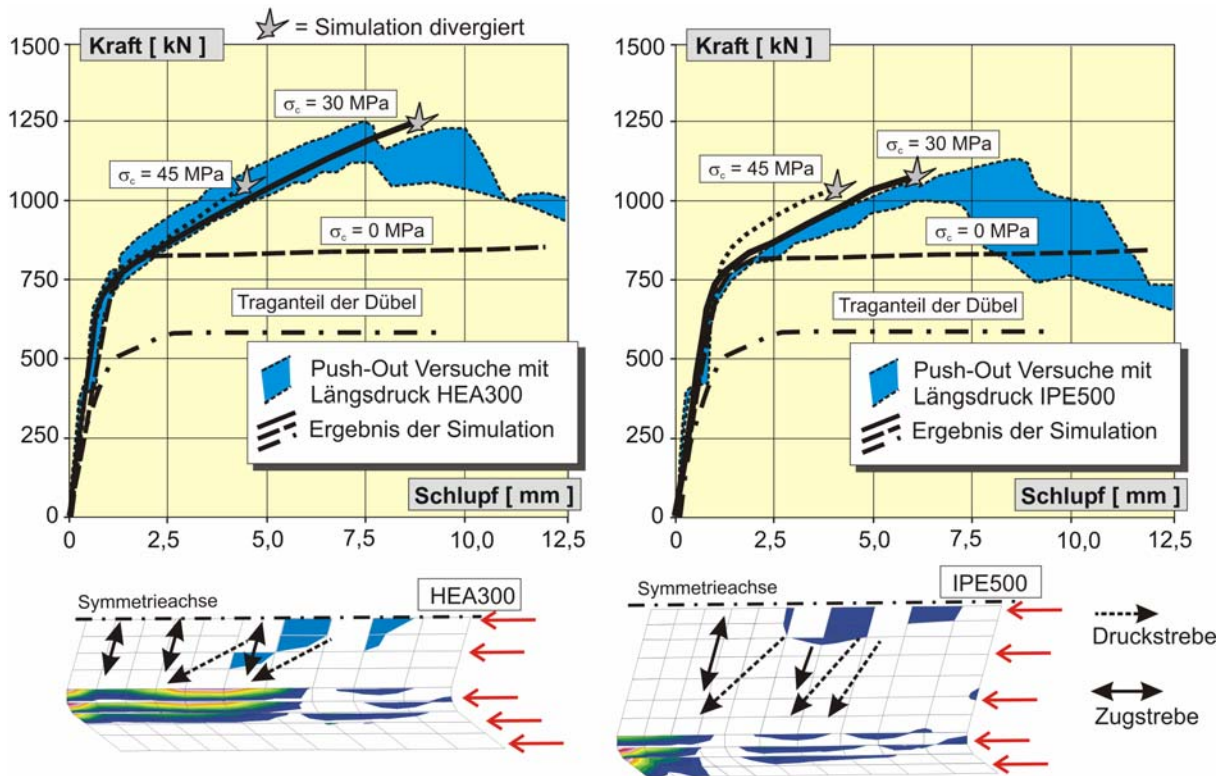 = Simulation divergiert
1500
Kraft [ kN ]
1250
1000
750
500
250
0
σc = 30 MPa
σc = 45 MPa
σc = 0 MPa
Traganteil der Dübel
Push-Out Versuche mit
Längsdruck HEA300
Ergebnis der Simulation
Schlupf [ mm ]
0
2,5
5,0
7,5
10,0
12,5
1500
Kraft [ kN ]
1250
1000
750
500
250
0
σc = 45 MPa
σc = 30 MPa
σc = 0 MPa
Traganteil der Dübel
Push-Out Versuche mit
Längsdruck IPE500
Ergebnis der Simulation
Schlupf [ mm ]
0
2,5
5,0
7,5
10,0
12,5
Symmetrieachse
HEA300
Symmetrieachse
IPE500
Druckstrebe
Zugstrebe